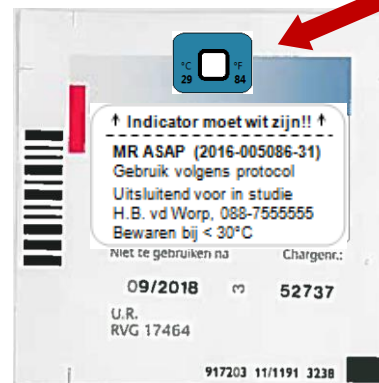 °C °F
29 84
↑ Indicator moet wit zijn!! ↑
MR ASAP (2016-005086-31)
Gebruik volgens protocol
Uitsluitend voor in studie
H.B. vd Worp, 088-7555555
Bewaren bij < 30°C
Niet te gebruiken na Chargenr.:
09/2018 3 52737
U.R.
RVG 17464
917203 11/1191 3238